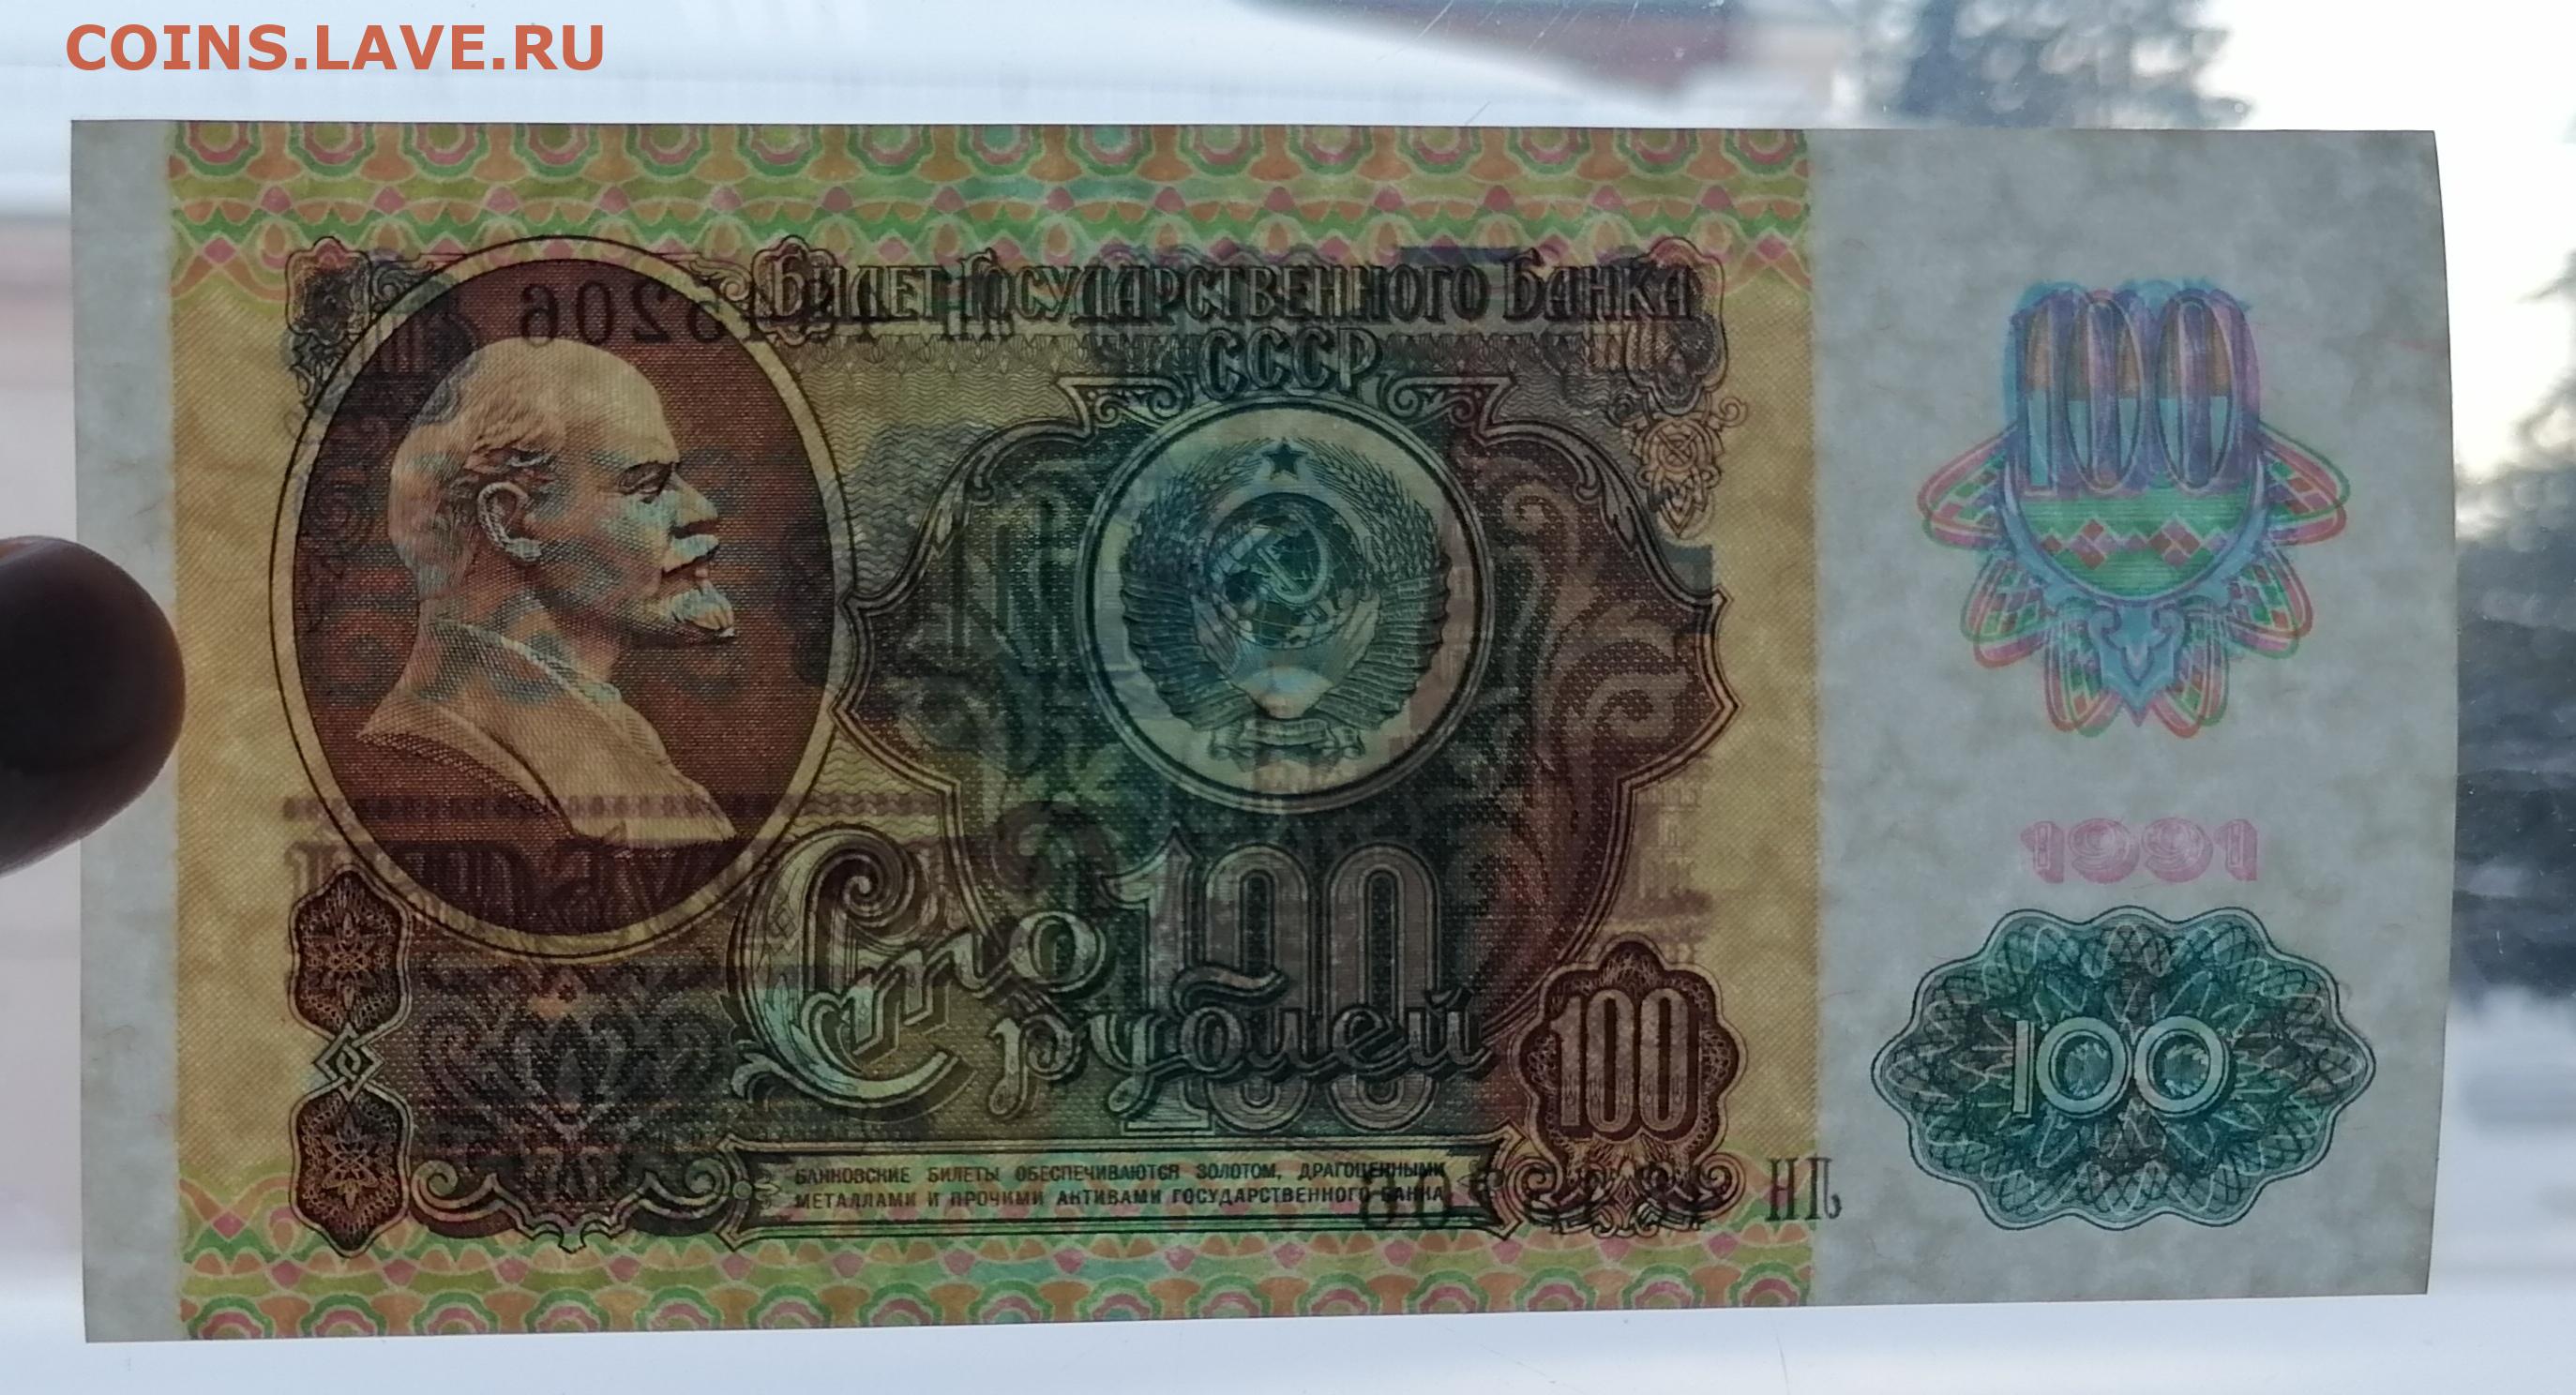 COINS.LAVE.RU
Билет Государственного Банка
СССР
100
1991
Сто
рублей
100
100
100
БАНКОВСКИЕ БИЛЕТЫ ОБЕСПЕЧИВАЮТСЯ ЗОЛОТОМ, ДРАГОЦЕННЫМИ
МЕТАЛЛАМИ И ПРОЧИМИ АКТИВАМИ ГОСУДАРСТВЕННОГО БАНКА